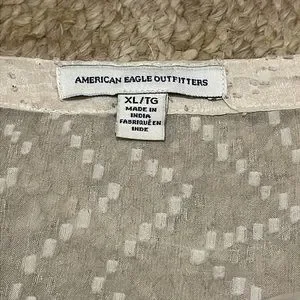 AMERICAN EAGLE OUTFITTERS
XL/TG
MADE IN
INDIA
FABRIQUÉ EN
INDE